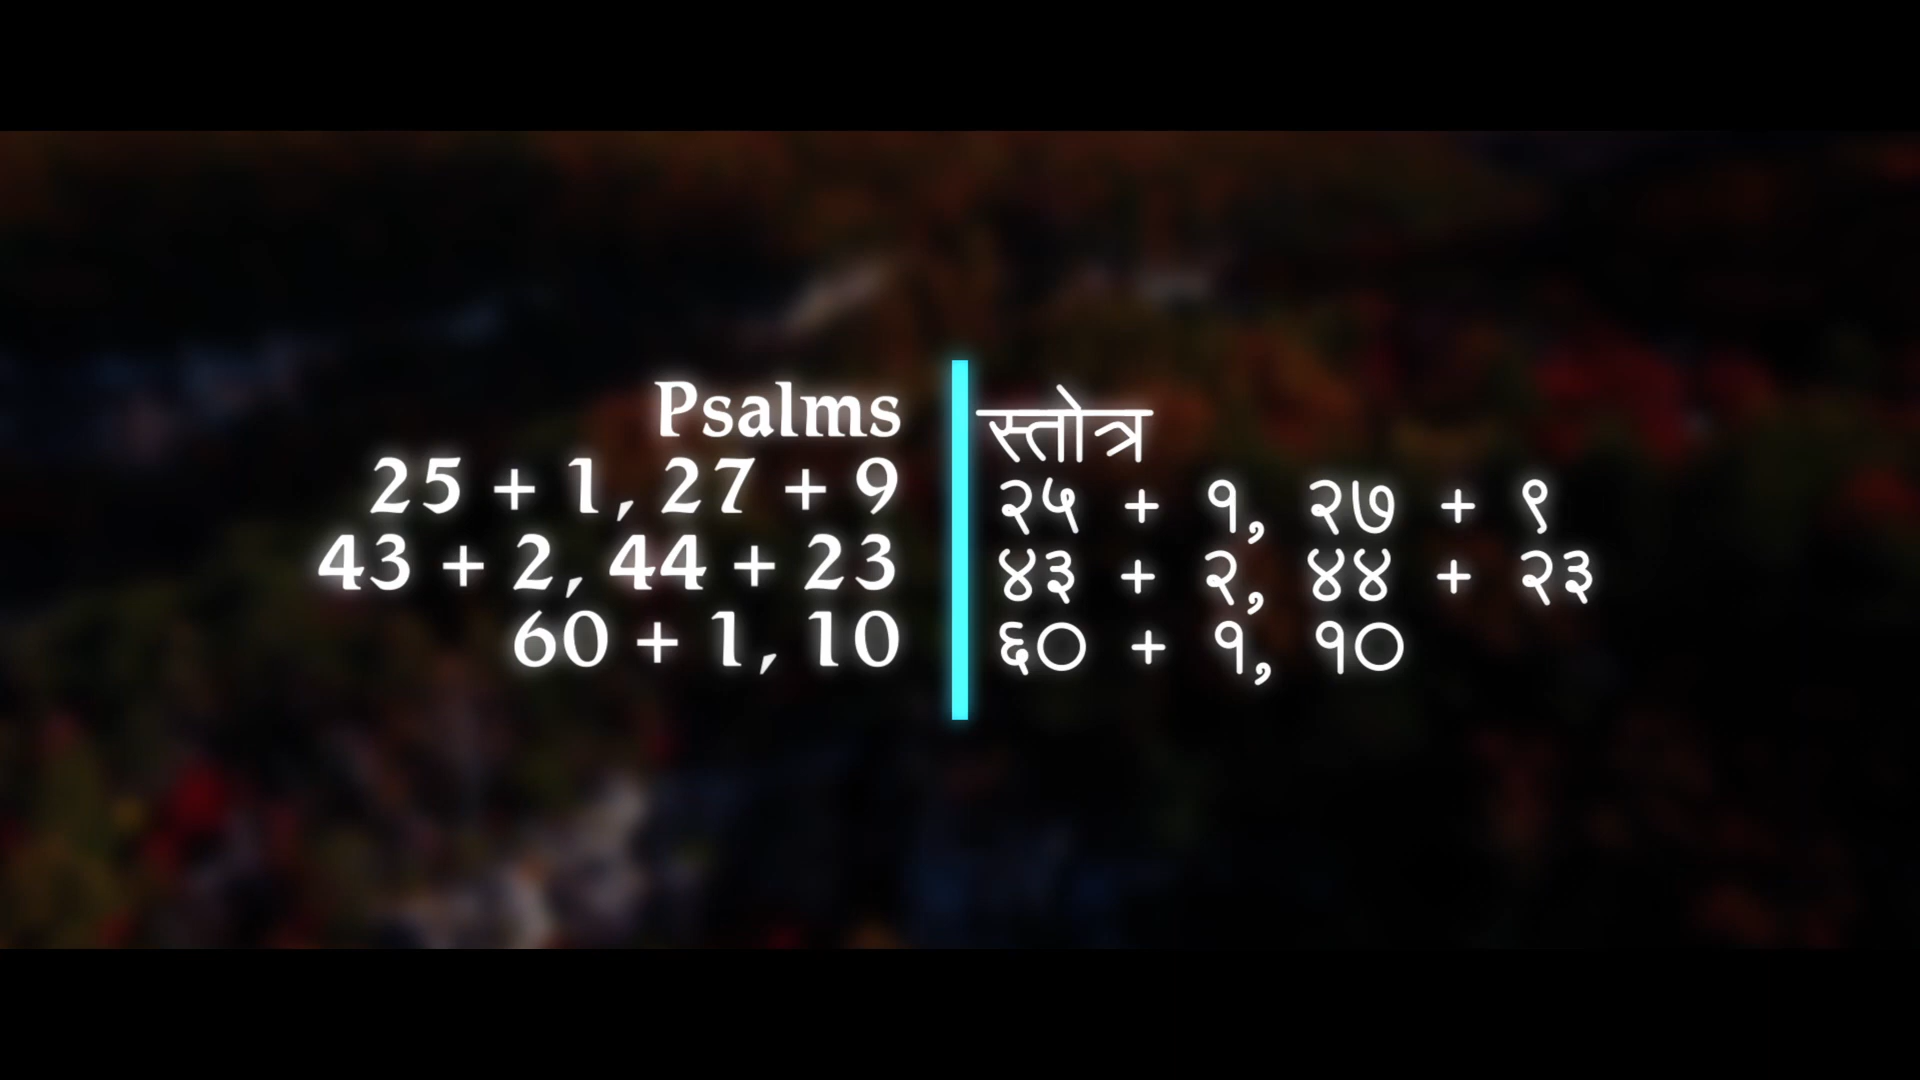 Psalms
25 + 1, 27 + 9
43 + 2, 44 + 23
60 + 1, 10
स्तोत्र
२५ + १, २७ + ९
४३ + २, ४४ + २३
६० + १, १०